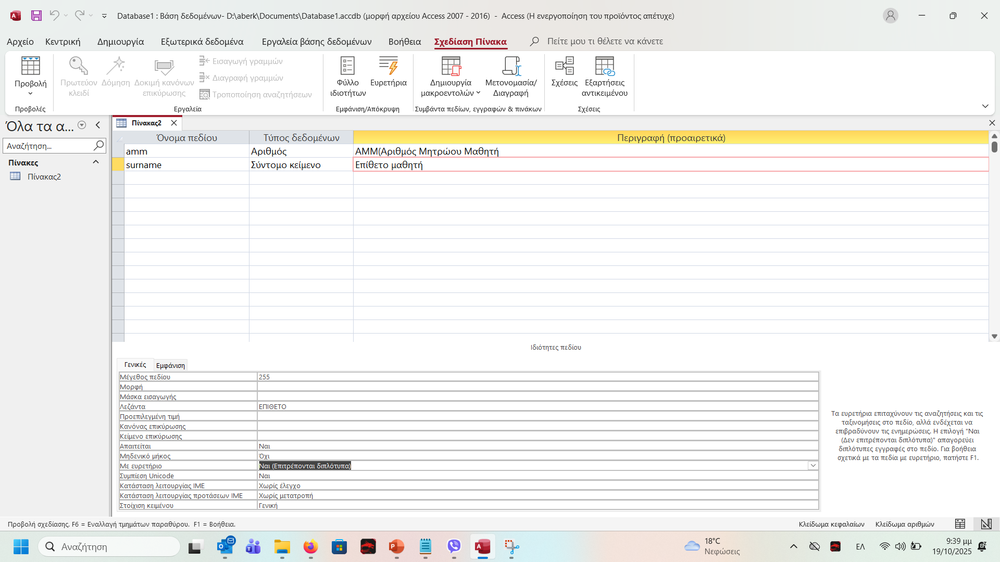 Database1 : Βάση δεδομένων- D:\aberk\Documents\Database1.accdb (μορφή αρχείου Access 2007 - 2016)  -  Access (Η ενεργοποίηση του προϊόντος απέτυχε)
Αρχείο Κεντρική Δημιουργία Εξωτερικά δεδομένα Εργαλεία βάσης δεδομένων Βοήθεια Σχεδίαση Πίνακα Πείτε μου τι θέλετε να κάνετε
Προβολή
Προβολές
Πρωτεύον κλειδί
Δόμηση
Δοκιμή κανόνων επικύρωσης
Εισαγωγή γραμμών
Διαγραφή γραμμών
Τροποποίηση αναζητήσεων
Εργαλεία
Φύλλο ιδιοτήτων
Ευρετήρια
Εμφάνιση/Απόκρυψη
Δημιουργία μακροεντολών
Μετονομασία/ Διαγραφή
Συμβάντα πεδίων, εγγραφών & πινάκων
Σχέσεις
Εξαρτήσεις αντικειμένου
Σχέσεις
Όλα τα α...
Αναζήτηση...
Πίνακες
Πίνακας2
Πίνακας2
Όνομα πεδίου Τύπος δεδομένων Περιγραφή (προαιρετικά)
amm Αριθμός ΑΜΜ(Αριθμός Μητρώου Μαθητή
surname Σύντομο κείμενο Επίθετο μαθητή
Ιδιότητες πεδίου
Γενικές Εμφάνιση
Μέγεθος πεδίου 255
Μορφή
Μάσκα εισαγωγής
Λεζάντα ΕΠΙΘΕΤΟ
Προεπιλεγμένη τιμή
Κανόνας επικύρωσης
Κείμενο επικύρωσης
Απαιτείται Ναι
Μηδενικό μήκος Όχι
Με ευρετήριο Ναι (Επιτρέπονται διπλότυπα)
Συμπίεση Unicode Ναι
Κατάσταση λειτουργίας IME Χωρίς έλεγχο
Κατάσταση λειτουργίας προτάσεων IME Χωρίς μετατροπή
Στοίχιση κειμένου Γενική
Τα ευρετήρια επιταχύνουν τις αναζητήσεις και τις
ταξινομήσεις στο πεδίο, αλλά ενδέχεται να
επιβραδύνουν τις ενημερώσεις. Η επιλογή "Ναι
(Δεν επιτρέπονται διπλότυπα)" απαγορεύει
διπλότυπες εγγραφές στο πεδίο. Για βοήθεια
σχετικά με τα πεδία με ευρετήριο, πατήστε F1.
Προβολή σχεδίασης. F6 = Εναλλαγή τμημάτων παραθύρου.  F1 = Βοήθεια.
Κλείδωμα κεφαλαίων Κλείδωμα αριθμών
Αναζήτηση
18°C
Νεφώσεις
ΕΛ
9:39 μμ
19/10/2025